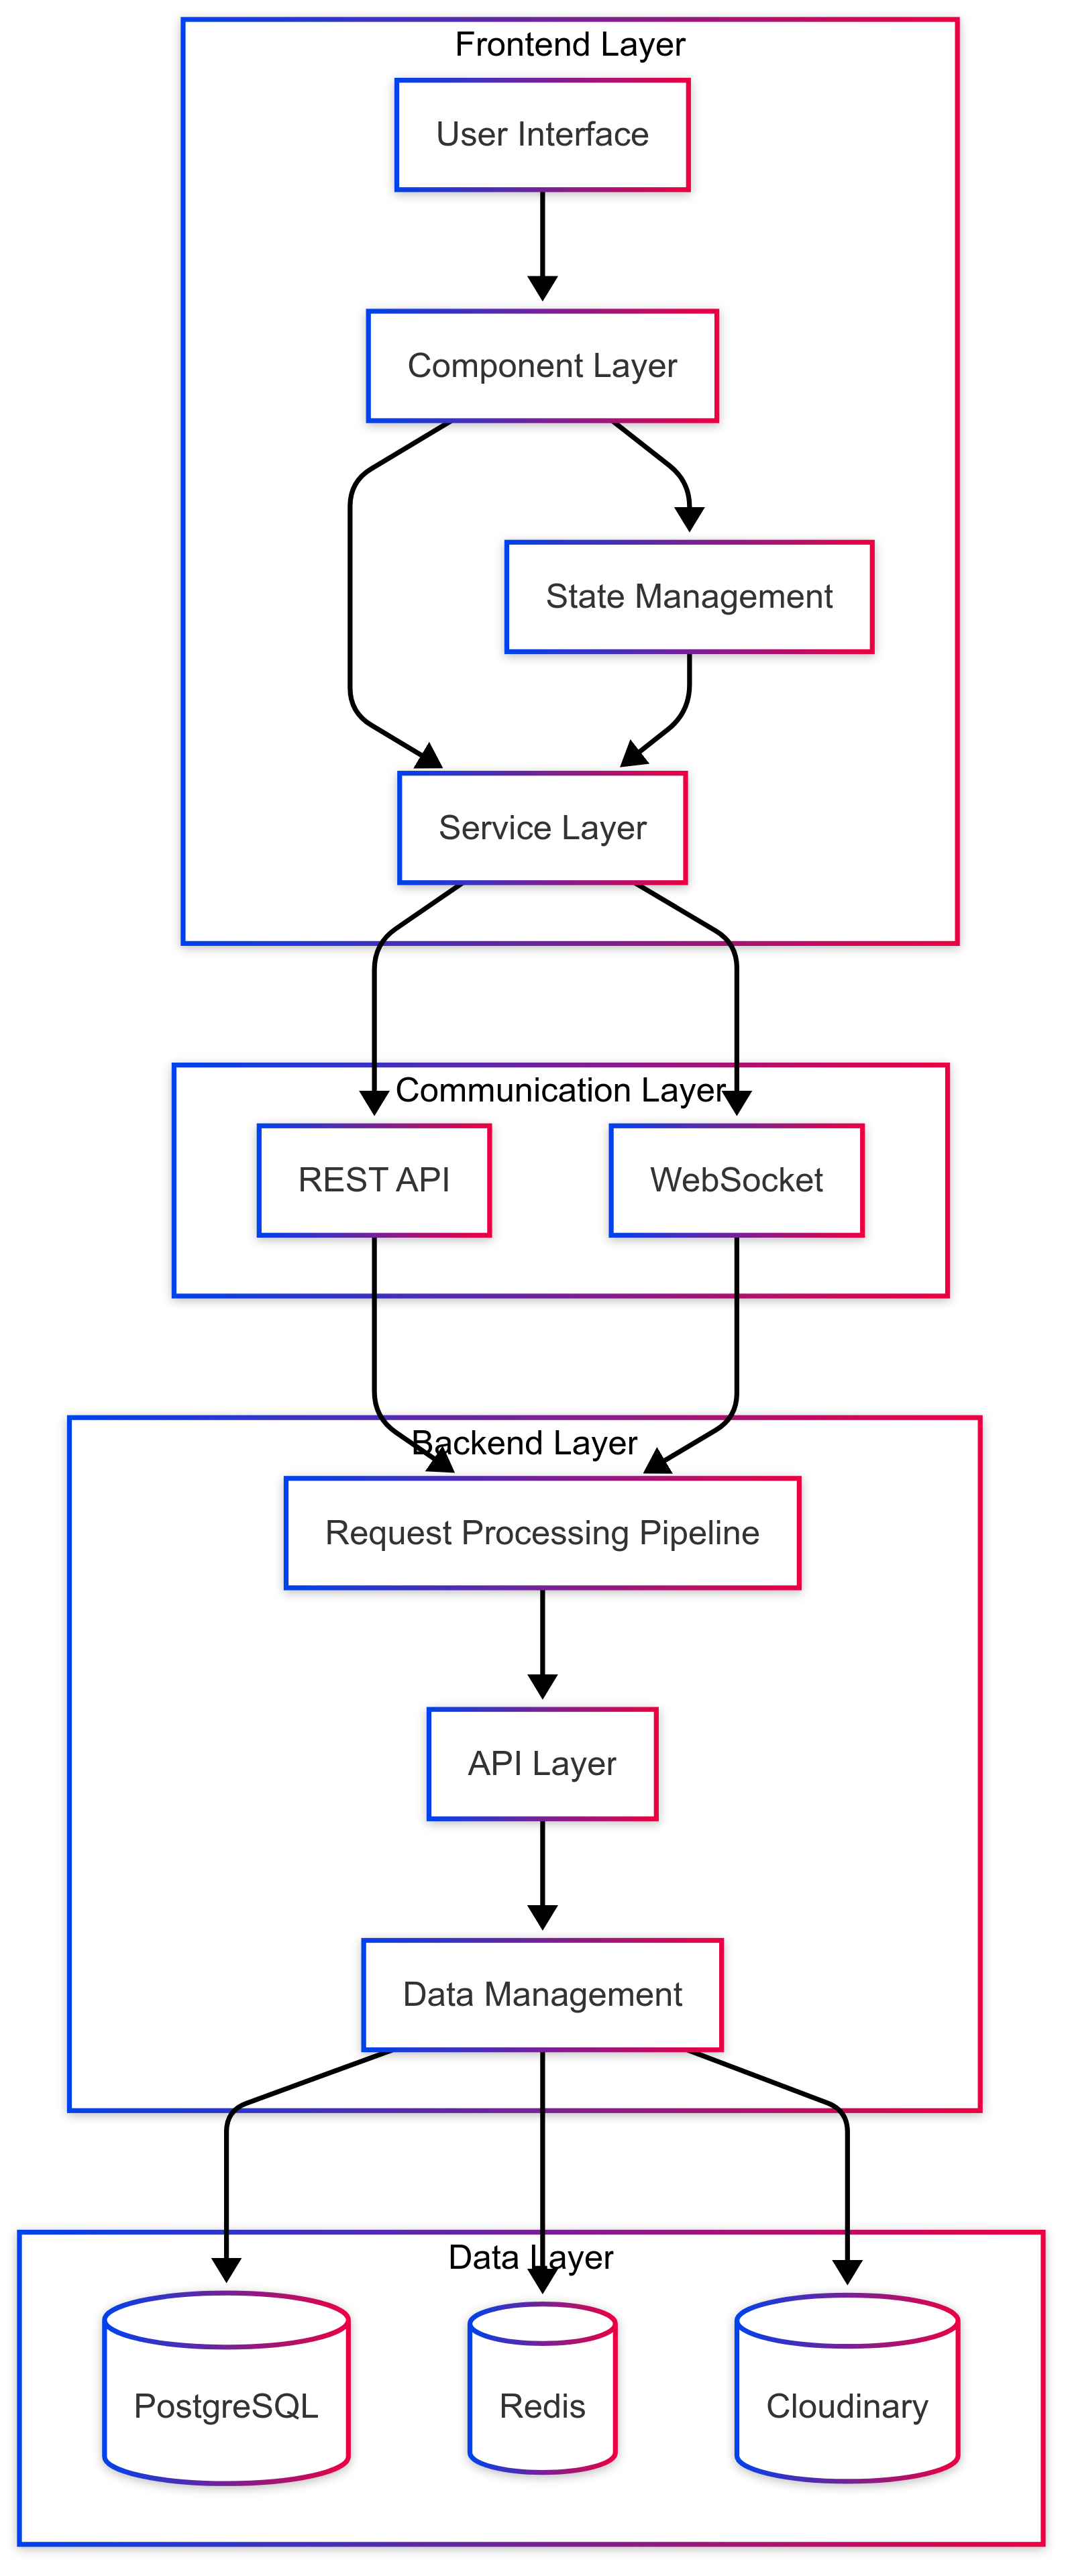 Frontend Layer
User Interface
Component Layer
State Management
Service Layer
Communication Layer
REST API
WebSocket
Backend Layer
Request Processing Pipeline
API Layer
Data Management
Data Layer
PostgreSQL
Redis
Cloudinary